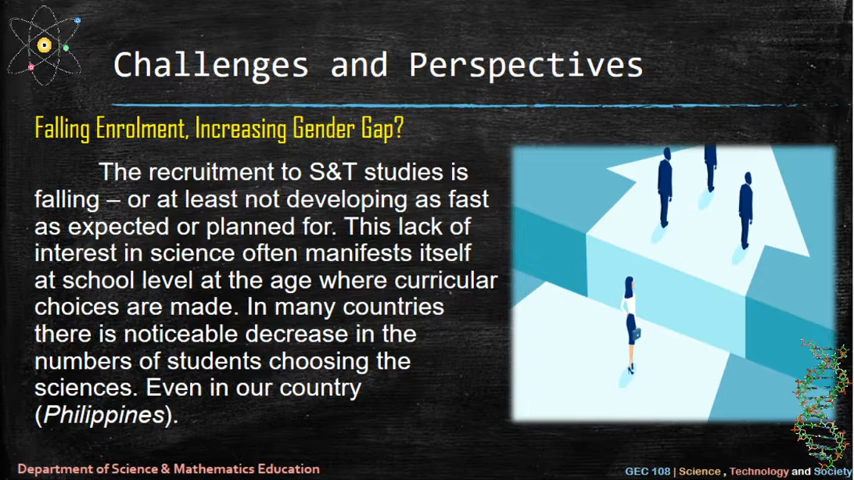 Challenges and Perspectives
Falling Enrolment, Increasing Gender Gap?
The recruitment to S&T studies is
falling – or at least not developing as fast
as expected or planned for. This lack of
interest in science often manifests itself
at school level at the age where curricular
choices are made. In many countries
there is noticeable decrease in the
numbers of students choosing the
sciences. Even in our country
(Philippines).
Department of Science & Mathematics Education
GEC 108 | Science , Technology and Society